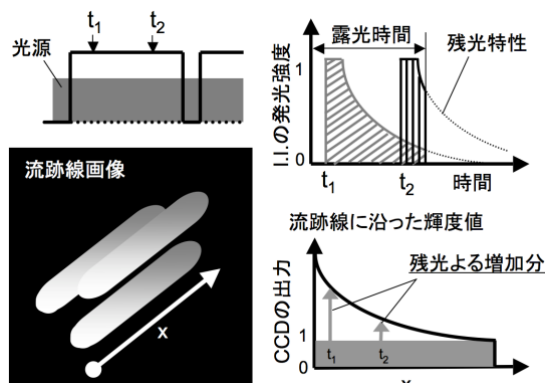 t1
t2
光源
流跡線画像
x
露光時間
残光特性
I.I.の発光強度
t1
t2
時間
流跡線に沿った輝度値
残光よる増加分
CCDの出力
1
t1
t2
x